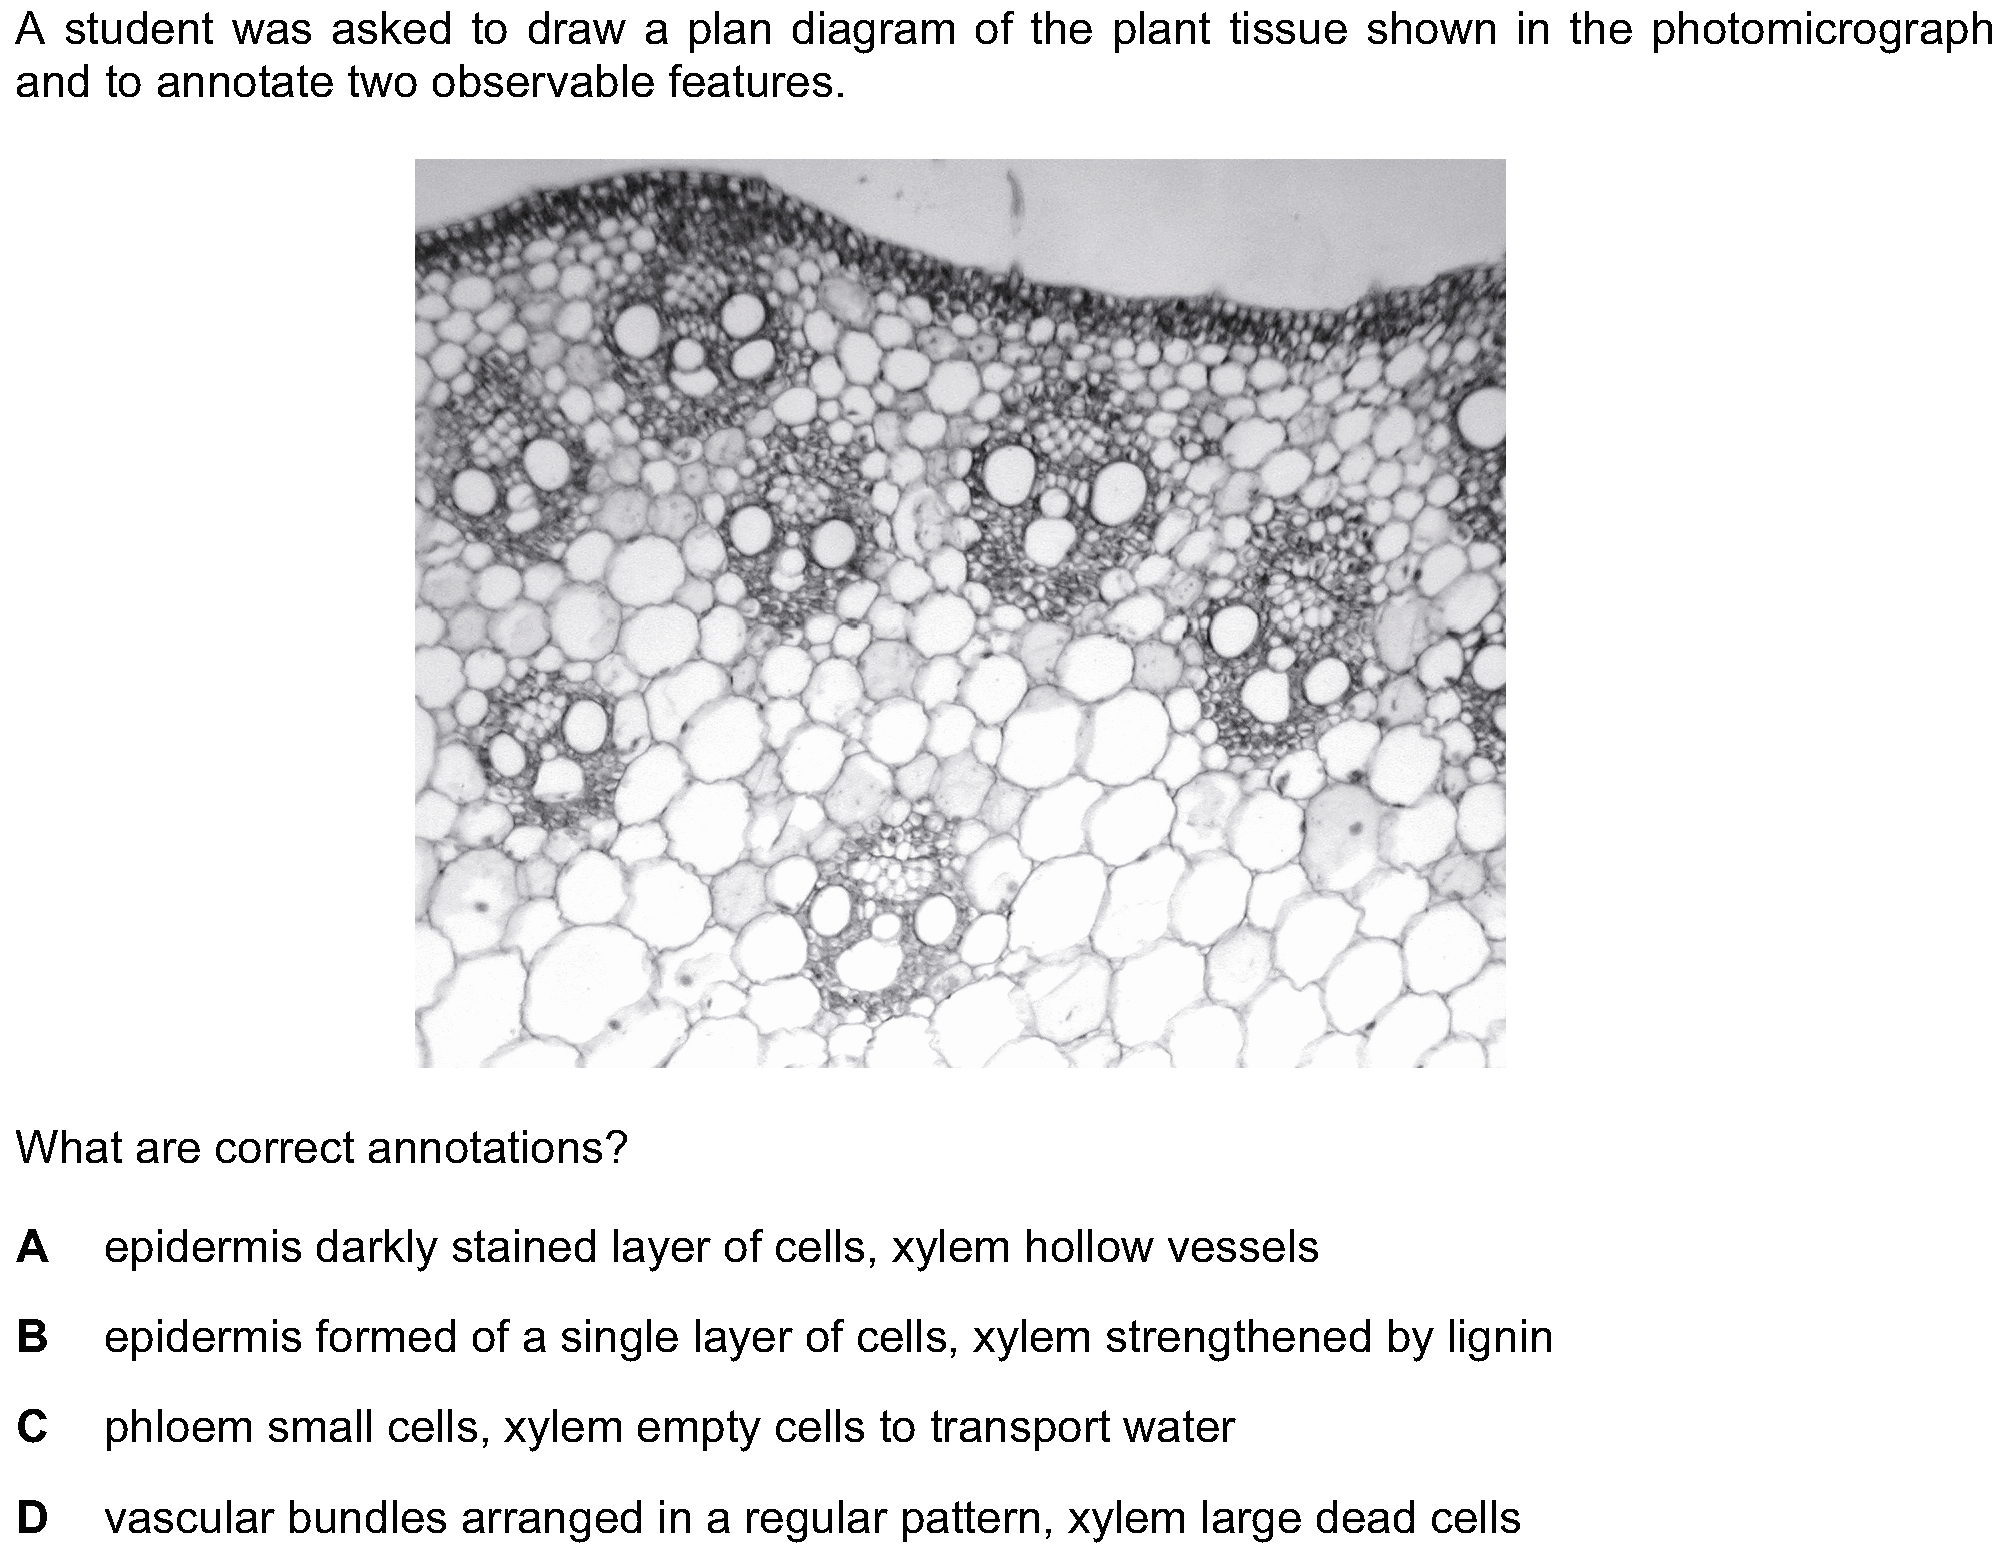 A student was asked to draw a plan diagram of the plant tissue shown in the photomicrograph
and to annotate two observable features.
What are correct annotations?
A epidermis darkly stained layer of cells, xylem hollow vessels
B epidermis formed of a single layer of cells, xylem strengthened by lignin
C phloem small cells, xylem empty cells to transport water
D vascular bundles arranged in a regular pattern, xylem large dead cells